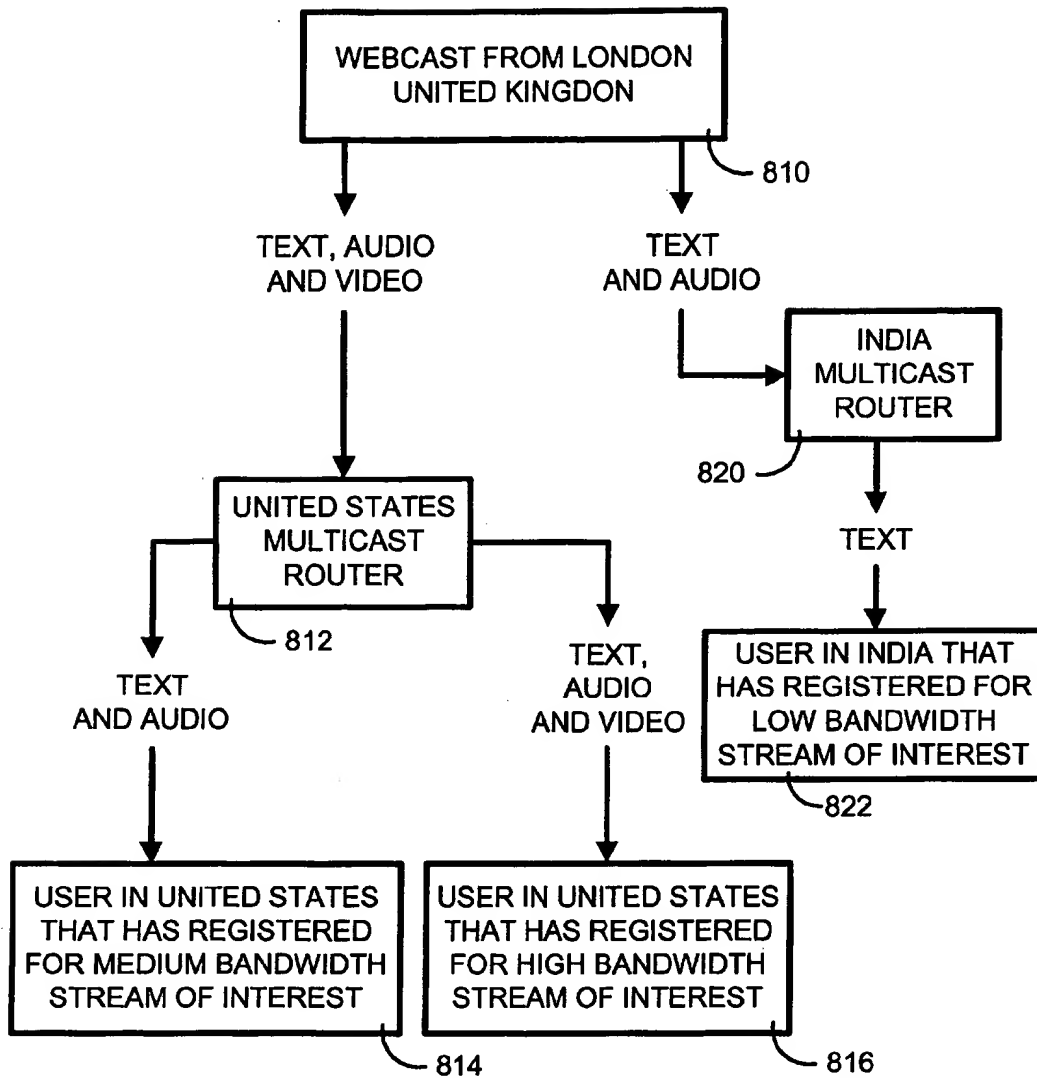 WEBCAST FROM LONDON
UNITED KINGDON
810
TEXT, AUDIO
AND VIDEO
TEXT
AND AUDIO
INDIA
MULTICAST
ROUTER
820
UNITED STATES
MULTICAST
ROUTER
812
TEXT
TEXT
AND AUDIO
TEXT,
AUDIO
AND VIDEO
USER IN INDIA THAT
HAS REGISTERED FOR
LOW BANDWIDTH
STREAM OF INTEREST
822
USER IN UNITED STATES
THAT HAS REGISTERED
FOR MEDIUM BANDWIDTH
STREAM OF INTEREST
814
USER IN UNITED STATES
THAT HAS REGISTERED
FOR HIGH BANDWIDTH
STREAM OF INTEREST
816